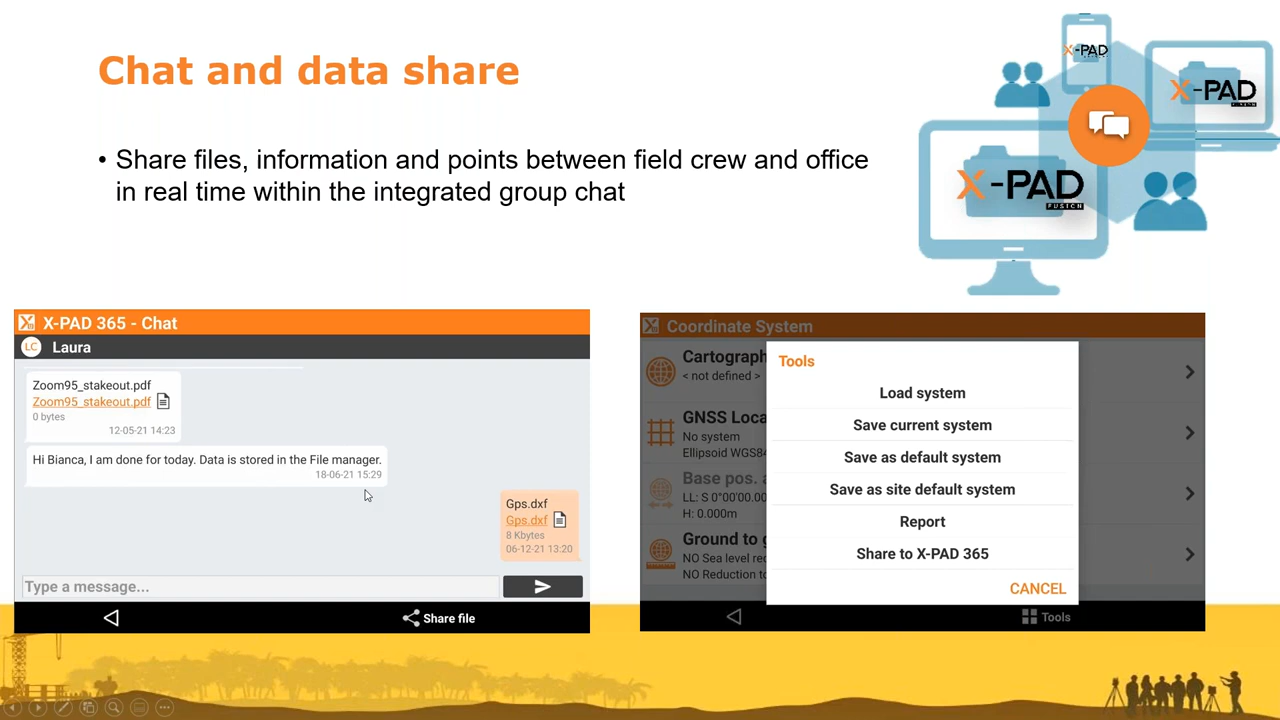 Chat and data share
• Share files, information and points between field crew and office
in real time within the integrated group chat
X-PAD
X-PAD
X-PAD
FUSION
X-PAD 365 - Chat
LC Laura
Zoom95_stakeout.pdf
Zoom95_stakeout.pdf
0 bytes
12-05-21 14:23
Hi Bianca, I am done for today. Data is stored in the File manager.
18-06-21 15:29
Gps.dxf
Gps.dxf
8 Kbytes
06-12-21 13:20
Type a message...
Share file
Coordinate System
Cartograph
< not defined >
GNSS Loca
No system
Ellipsoid WGS84
Base pos. a
LL: S 0°00'00.00
H: 0.000m
Ground to g
NO Sea level rec
NO Reduction to
Tools
Load system
Save current system
Save as default system
Save as site default system
Report
Share to X-PAD 365
CANCEL
Tools